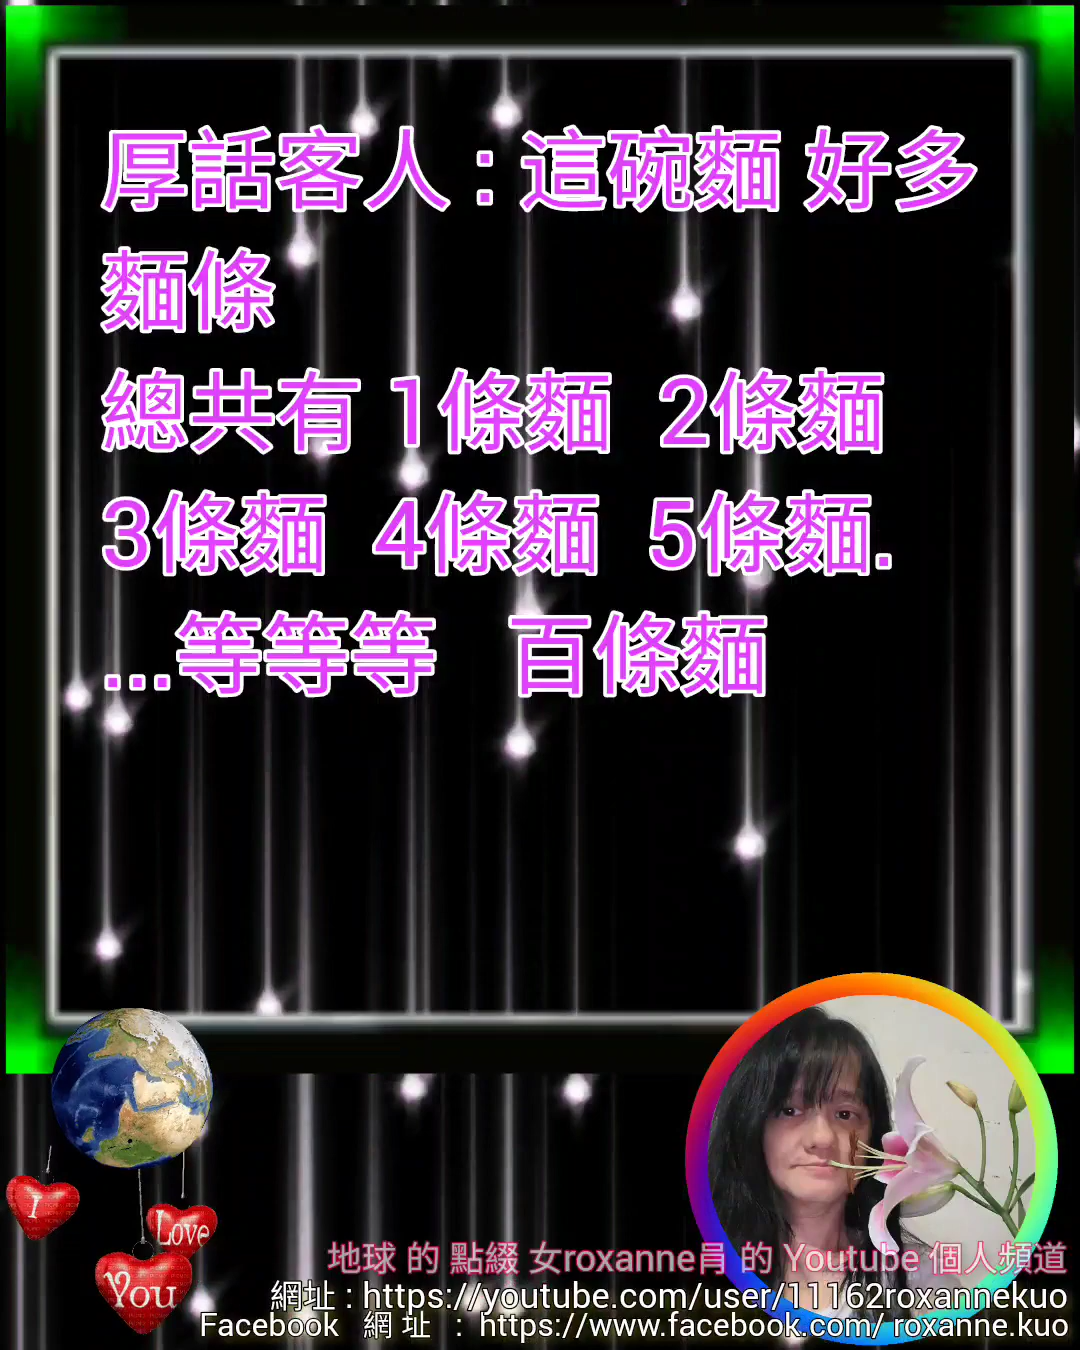 厚話客人 : 這碗麵 好多
麵條
總共有 1條麵 2條麵
3條麵 4條麵 5條麵.
...等等等 百條麵
I
Love
You
地球 的 點綴 女roxanne肙 的 Youtube 個人頻道
網址 : https://youtube.com/user/11162roxannekuo
Facebook 網 址 : https://www.facebook.com/ roxanne.kuo